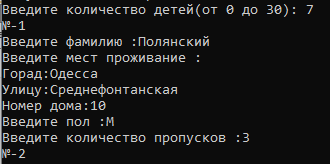 Введите количество детей(от 0 до 30): 7
№-1
Введите фамилию :Полянский
Введите мест проживание :
Горад:Одесса
Улицу:Среднефонтанская
Номер дома:10
Введите пол :М
Введите количество пропусков :3
№-2